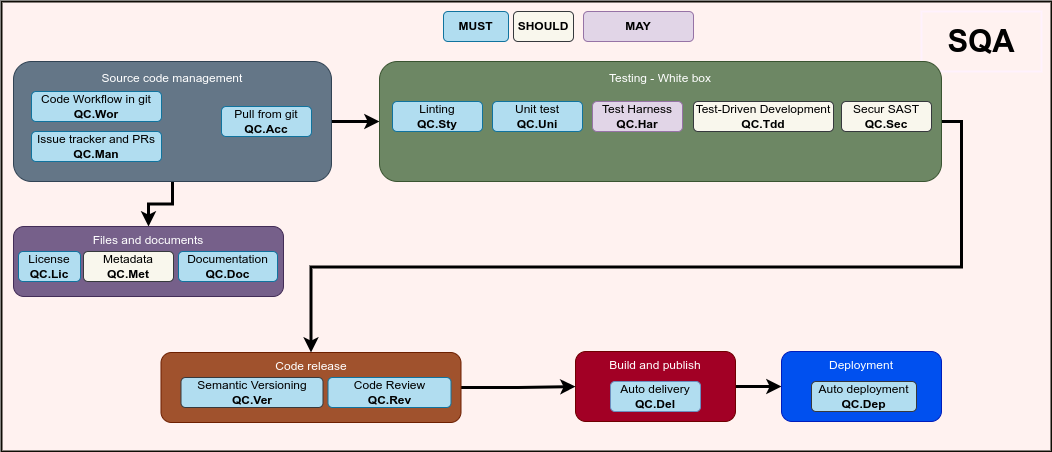 MUST
SHOULD
MAY
SQA
Source code management
Code Workflow in git
QC.Wor
Issue tracker and PRs
QC.Man
Pull from git
QC.Acc
Testing - White box
Linting
QC.Sty
Unit test
QC.Uni
Test Harness
QC.Har
Test-Driven Development
QC.Tdd
Secur SAST
QC.Sec
Files and documents
License
QC.Lic
Metadata
QC.Met
Documentation
QC.Doc
Code release
Semantic Versioning
QC.Ver
Code Review
QC.Rev
Build and publish
Auto delivery
QC.Del
Deployment
Auto deployment
QC.Dep